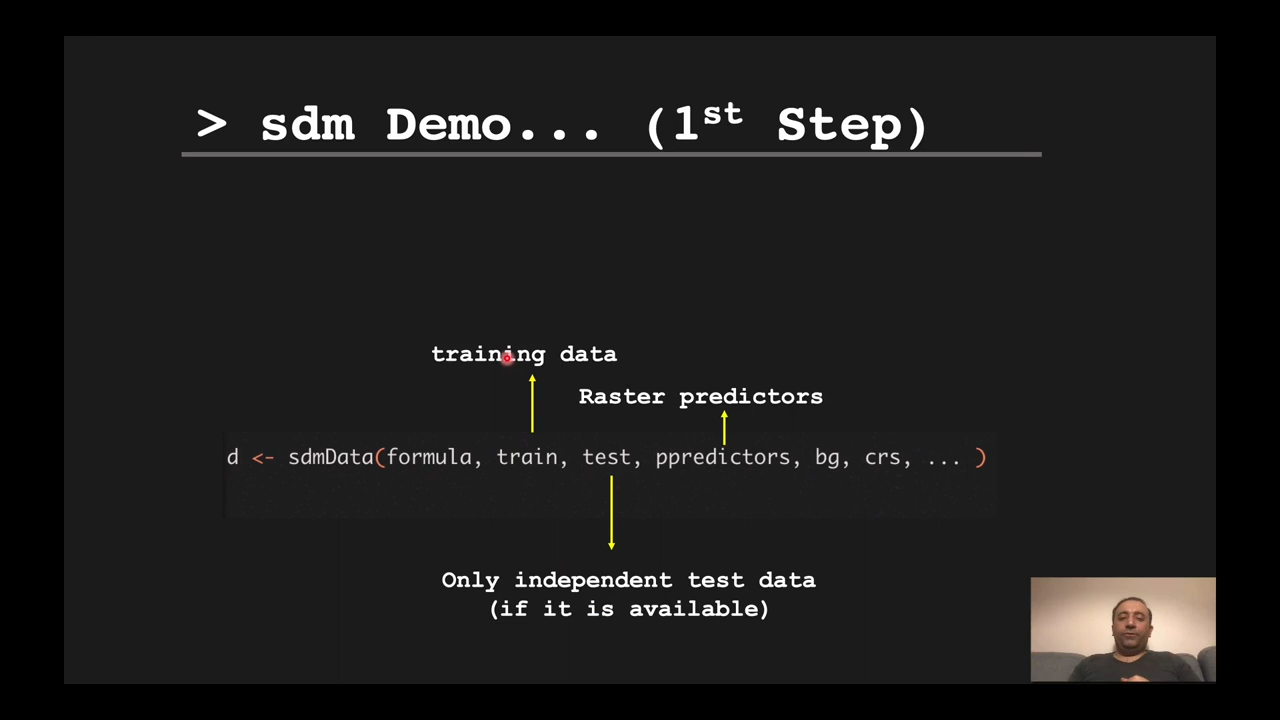 > sdm Demo... (1st Step)
training data
Raster predictors
d <- sdmData(formula, train, test, ppredictors, bg, crs, ... )
Only independent test data
(if it is available)